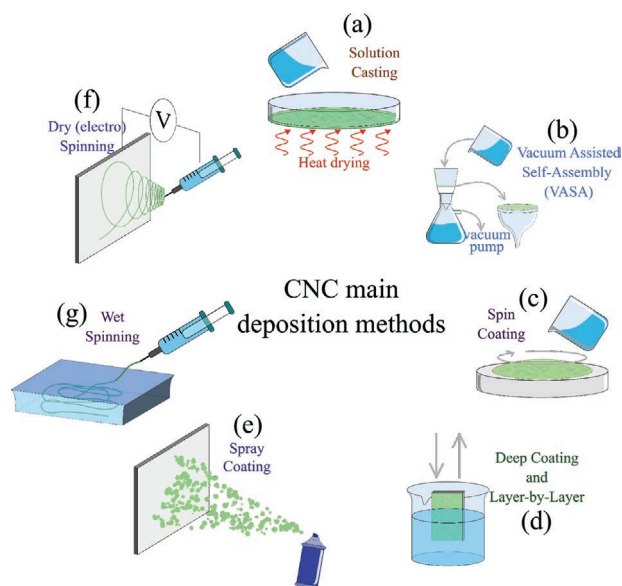 (a)
Solution
Casting
Heat drying
(f)
Dry (electro)
Spinning
V
(b)
Vacuum Assisted
Self-Assembly
(VASA)
vacuum
pump
CNC main
deposition methods
(c)
Spin
Coating
(g)
Wet
Spinning
(e)
Spray
Coating
Deep Coating
and
Layer-by-Layer
(d)